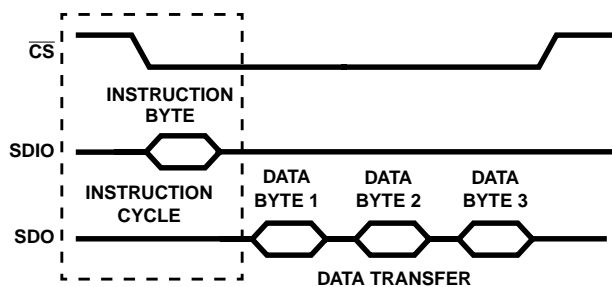 CS
INSTRUCTION
BYTE
SDIO
INSTRUCTION
CYCLE
DATA
BYTE 1
DATA
BYTE 2
DATA
BYTE 3
SDO
DATA TRANSFER